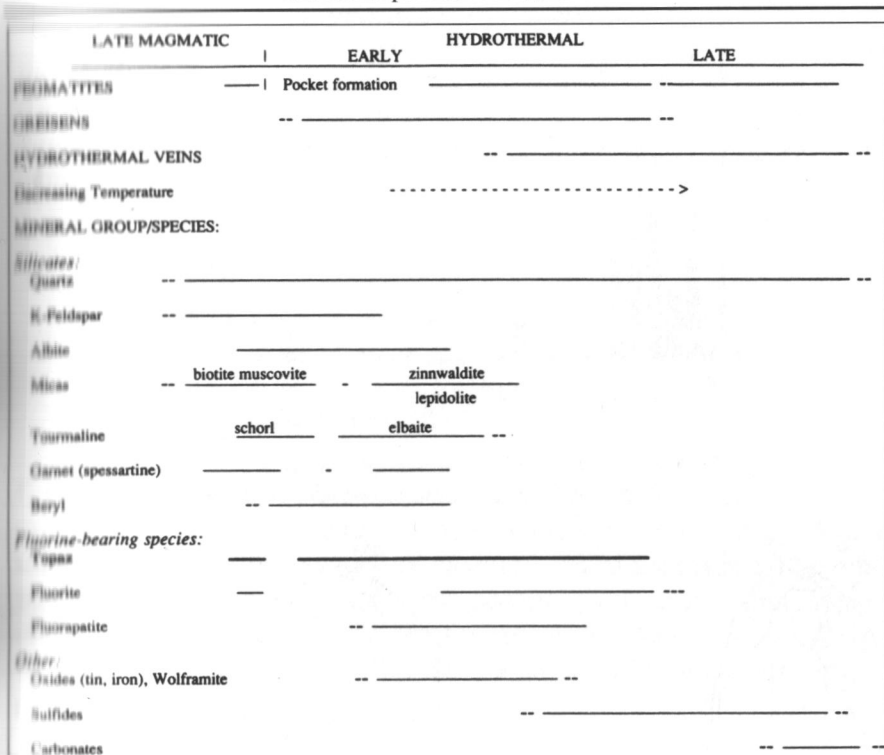 LATE MAGMATIC HYDROTHERMAL
EARLY LATE
PEGMATITES Pocket formation
GREISENS
HYDROTHERMAL VEINS
Decreasing Temperature
MINERAL GROUP/SPECIES:
Silicates:
Quartz
K-Feldspar
Albite
Micas biotite muscovite zinnwaldite
lepidolite
Tourmaline schorl elbaite
Garnet (spessartine)
Beryl
Fluorine-bearing species:
Topaz
Fluorite
Fluorapatite
Other:
Oxides (tin, iron), Wolframite
Sulfides
Carbonates